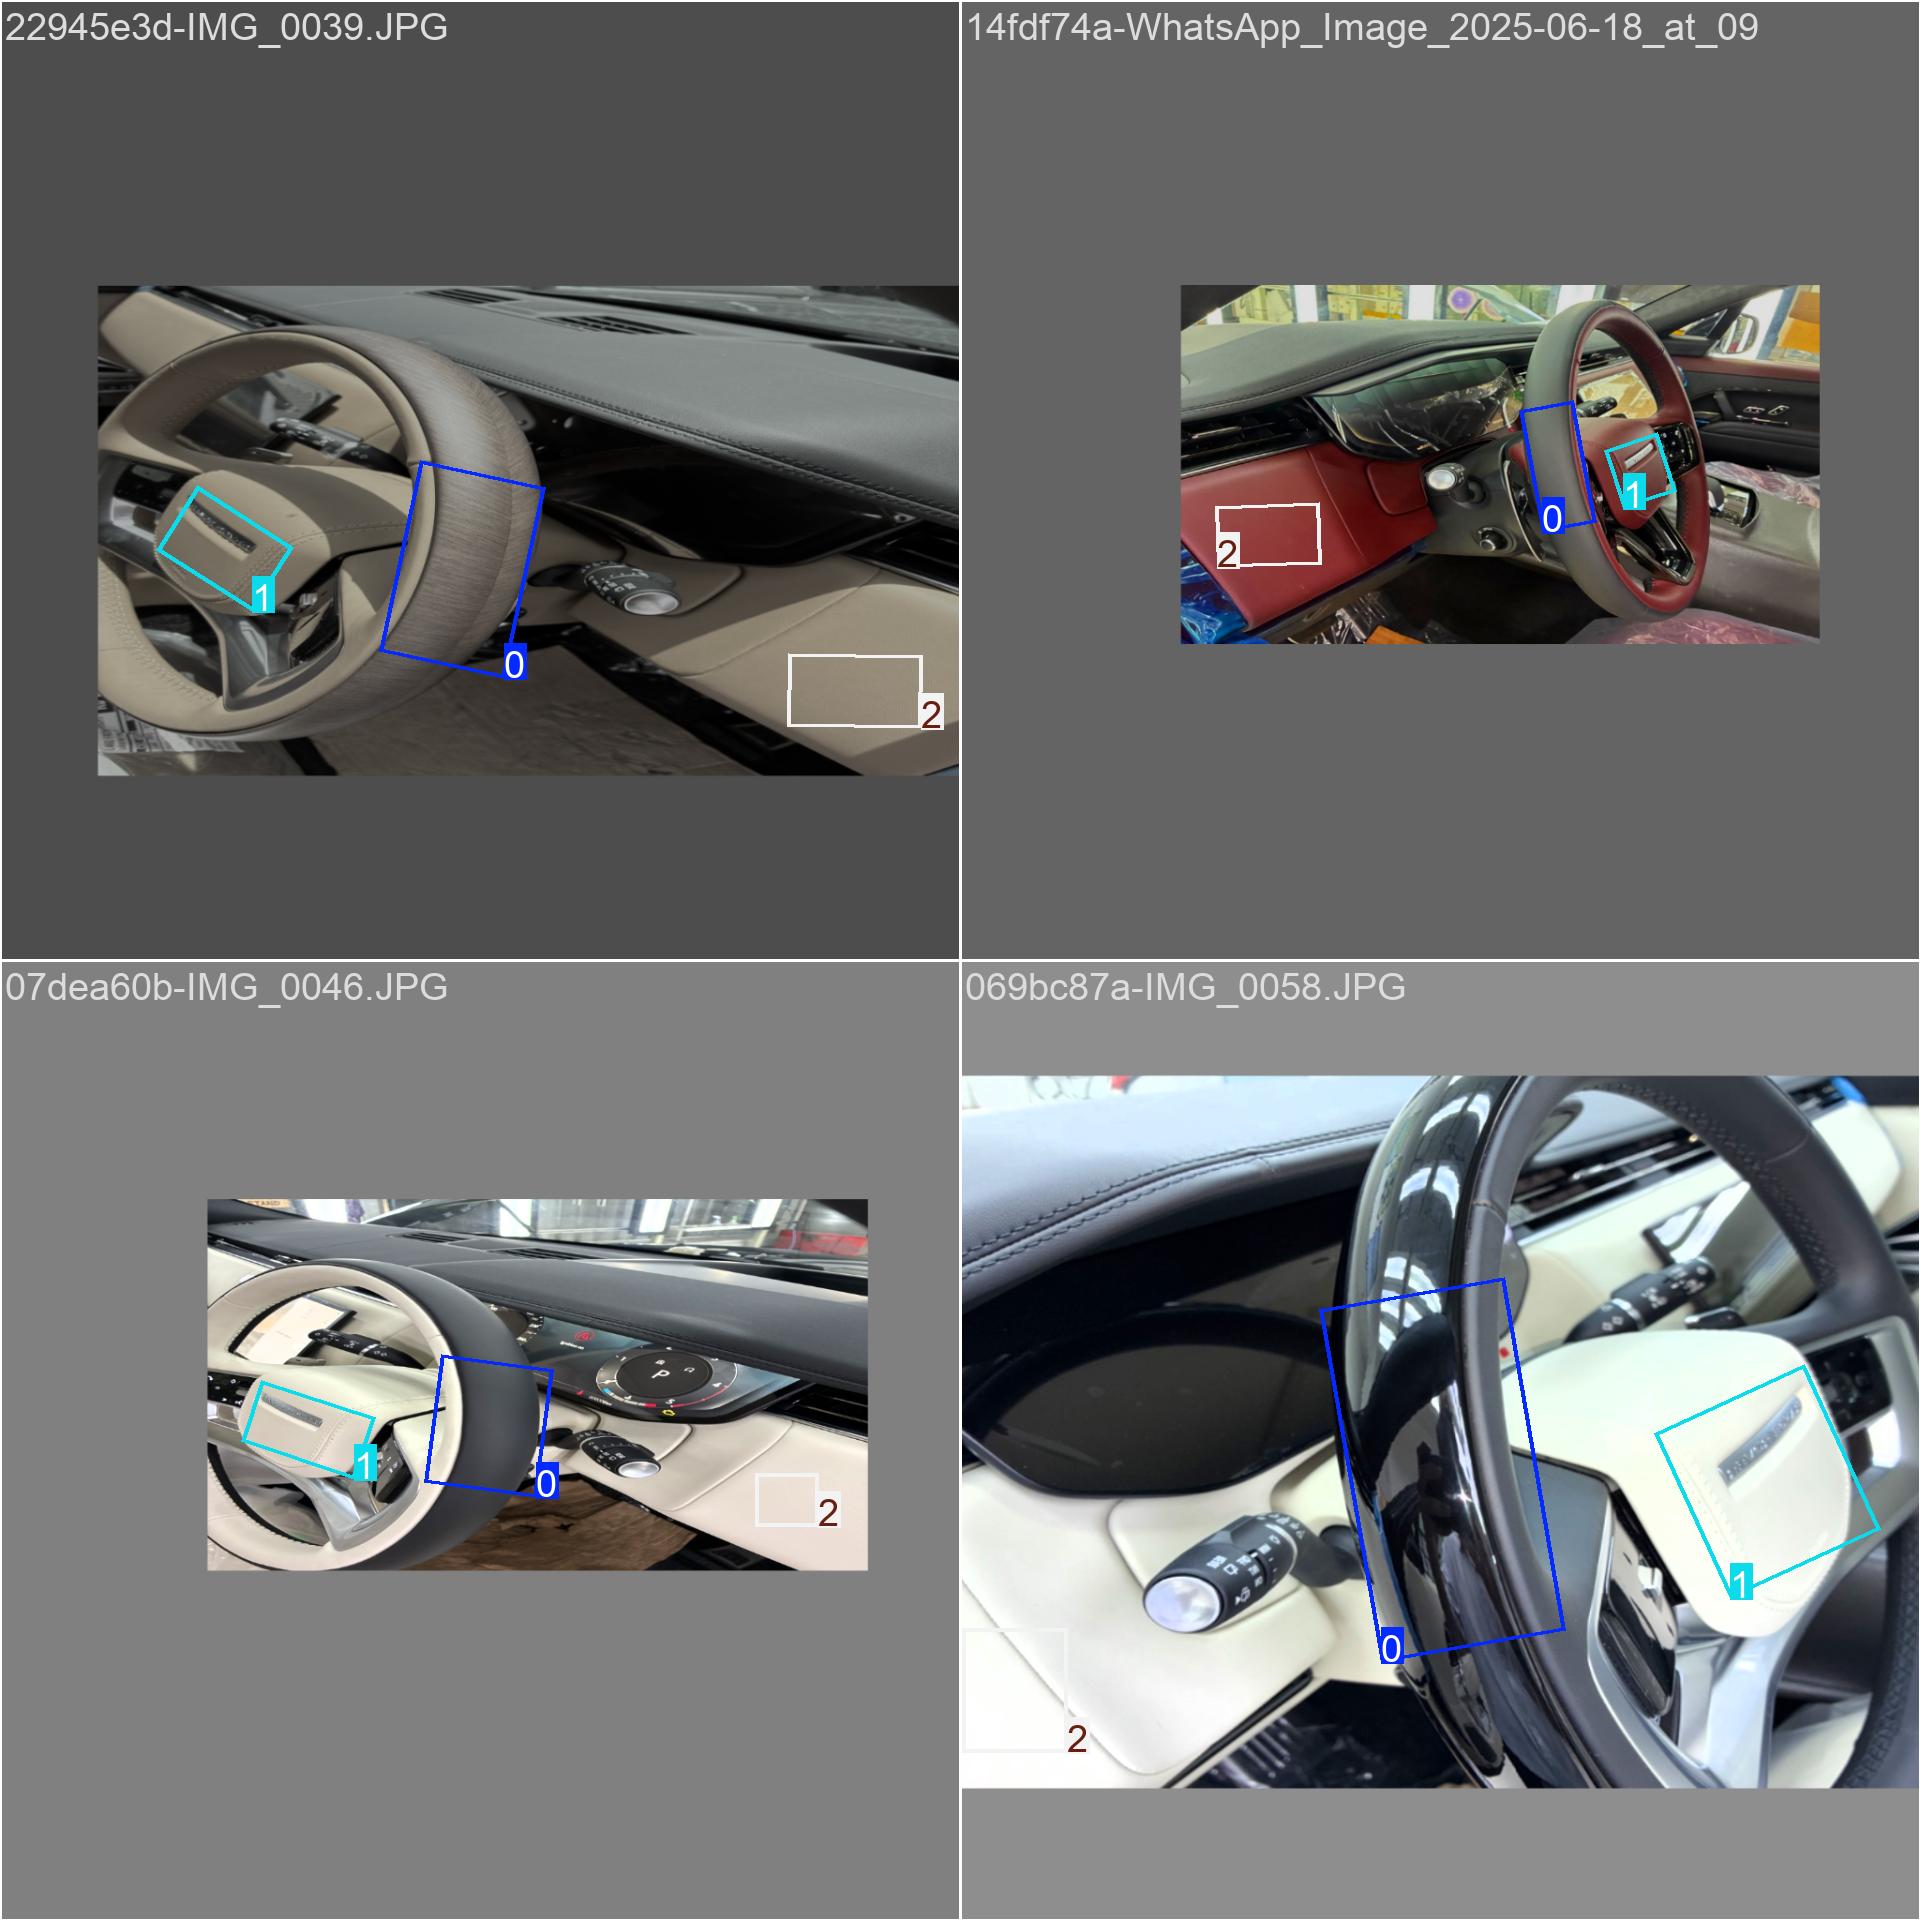 22945e3d-IMG_0039.JPG
14fdf74a-WhatsApp_Image_2025-06-18_at_09
1
0
2
2
0
1
07dea60b-IMG_0046.JPG
069bc87a-IMG_0058.JPG
P
1
0
2
1
0
2